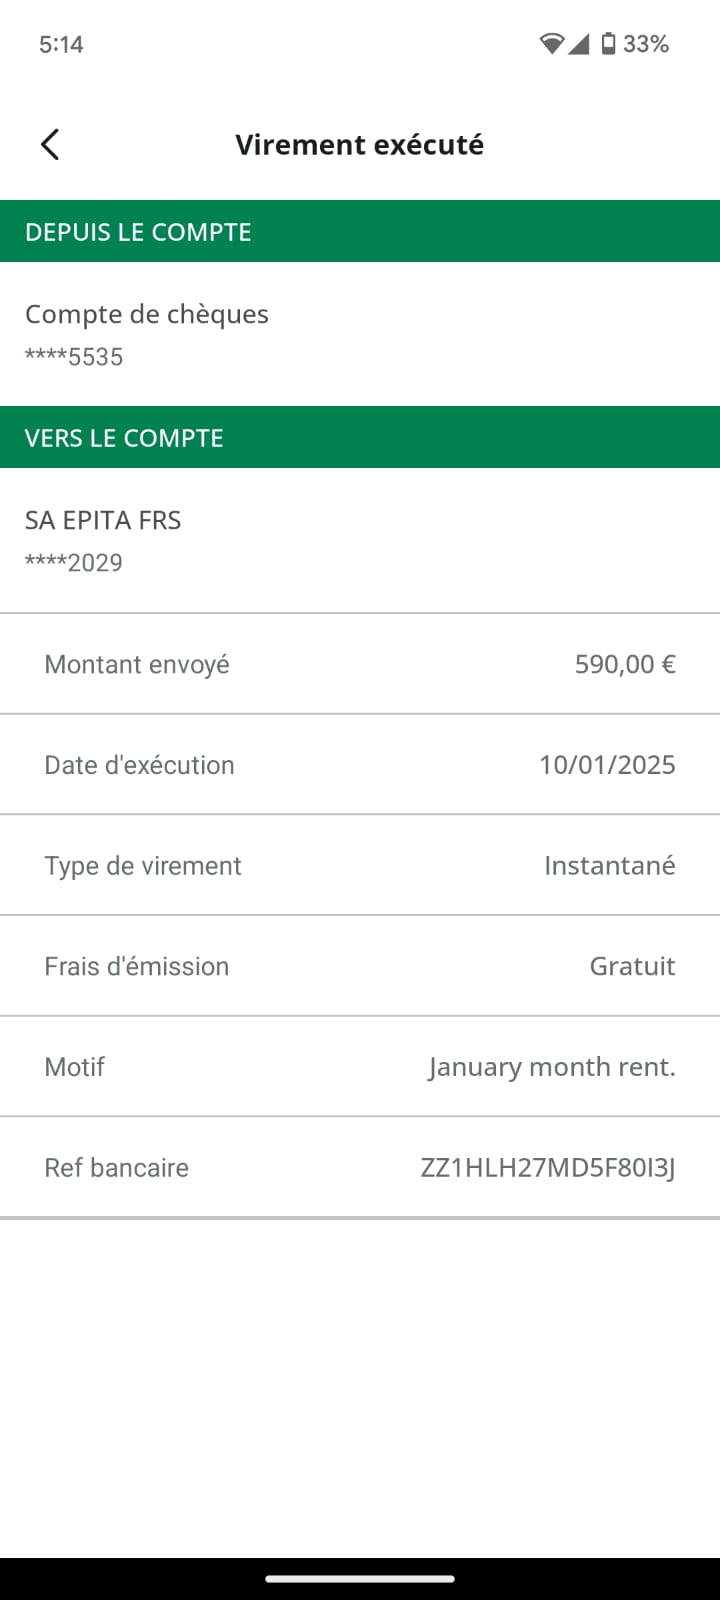 5:14
33%
Virement exécuté
DEPUIS LE COMPTE
Compte de chèques
****5535
VERS LE COMPTE
SA EPITA FRS
****2029
Montant envoyé 590,00 €
Date d'exécution 10/01/2025
Type de virement Instantané
Frais d'émission Gratuit
Motif January month rent.
Ref bancaire ZZ1HLH27MD5F80I3J